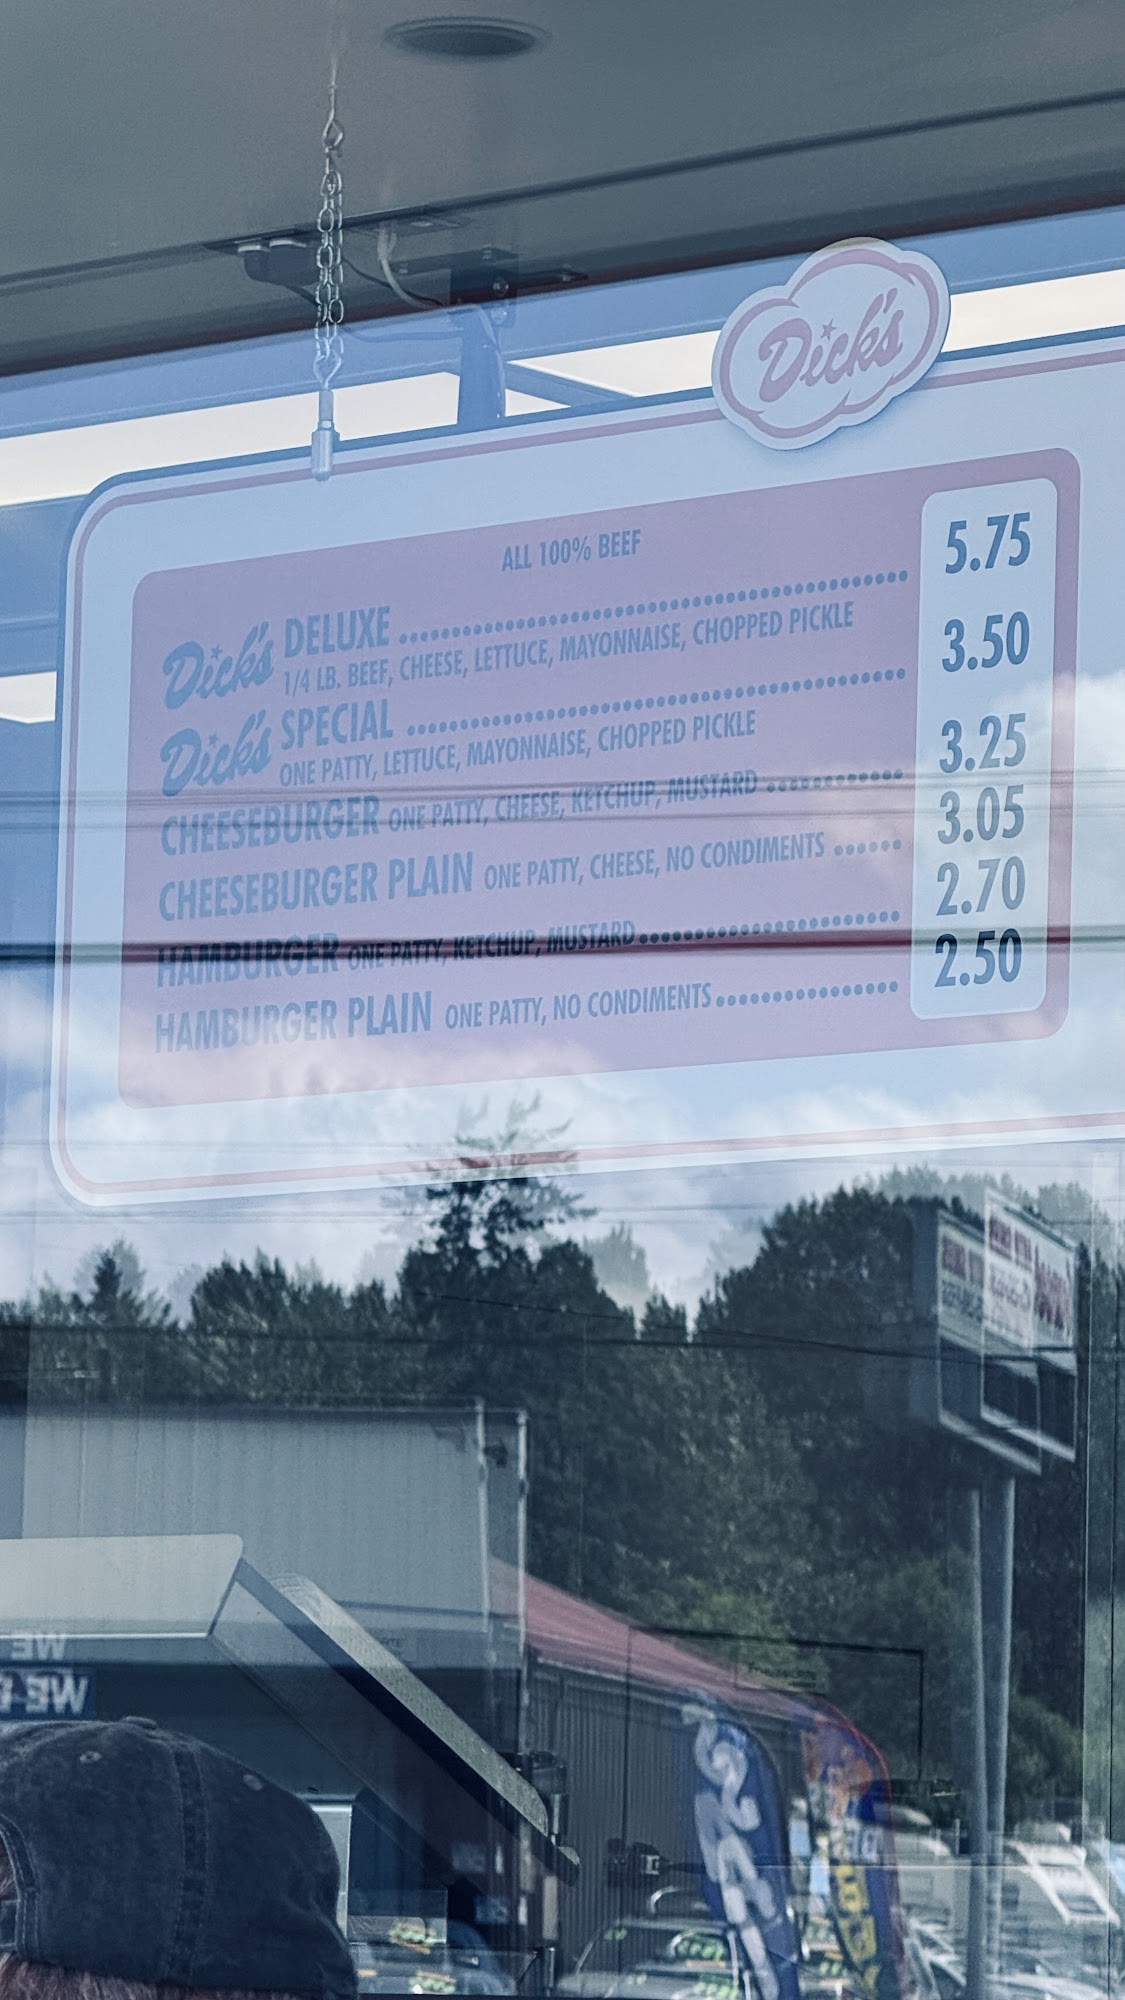 Dick's
ALL 100% BEEF
Dick's DELUXE 5.75
1/4 LB. BEEF, CHEESE, LETTUCE, MAYONNAISE, CHOPPED PICKLE
Dick's SPECIAL 3.50
ONE PATTY, LETTUCE, MAYONNAISE, CHOPPED PICKLE
CHEESEBURGER ONE PATTY, CHEESE, KETCHUP, MUSTARD 3.25
CHEESEBURGER PLAIN ONE PATTY, CHEESE, NO CONDIMENTS 3.05
HAMBURGER ONE PATTY, KETCHUP, MUSTARD 2.70
HAMBURGER PLAIN ONE PATTY, NO CONDIMENTS 2.50
WE